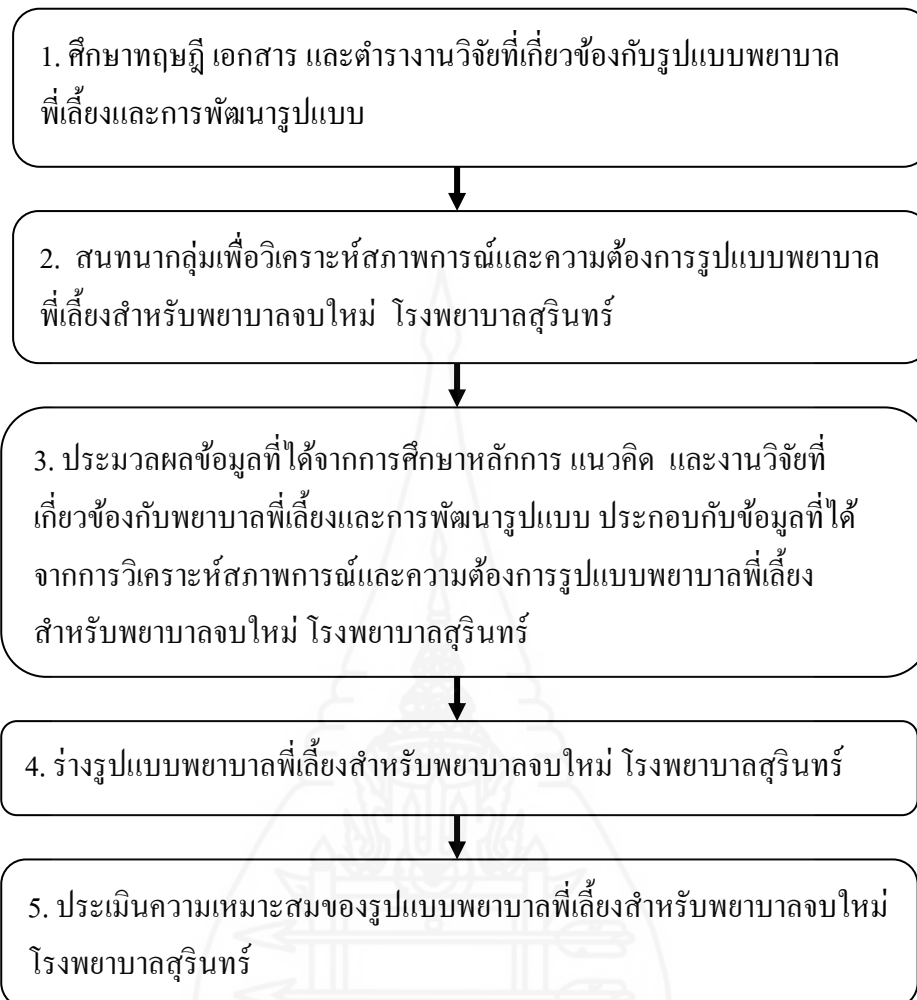 1. ศึกษาทฤษฎี เอกสาร และตำรางานวิจัยที่เกี่ยวข้องกับรูปแบบพยาบาล
พี่เลี้ยงและการพัฒนารูปแบบ
2. สนทนากลุ่มเพื่อวิเคราะห์สภาพการณ์และความต้องการรูปแบบพยาบาล
พี่เลี้ยงสำหรับพยาบาลจบใหม่ โรงพยาบาลสุรินทร์
3. ประมวลผลข้อมูลที่ได้จากการศึกษาหลักการ แนวคิด และงานวิจัยที่
เกี่ยวข้องกับพยาบาลพี่เลี้ยงและการพัฒนารูปแบบ ประกอบกับข้อมูลที่ได้
จากการวิเคราะห์สภาพการณ์และความต้องการรูปแบบพยาบาลพี่เลี้ยง
สำหรับพยาบาลจบใหม่ โรงพยาบาลสุรินทร์
4. ร่างรูปแบบพยาบาลพี่เลี้ยงสำหรับพยาบาลจบใหม่ โรงพยาบาลสุรินทร์
5. ประเมินความเหมาะสมของรูปแบบพยาบาลพี่เลี้ยงสำหรับพยาบาลจบใหม่
โรงพยาบาลสุรินทร์